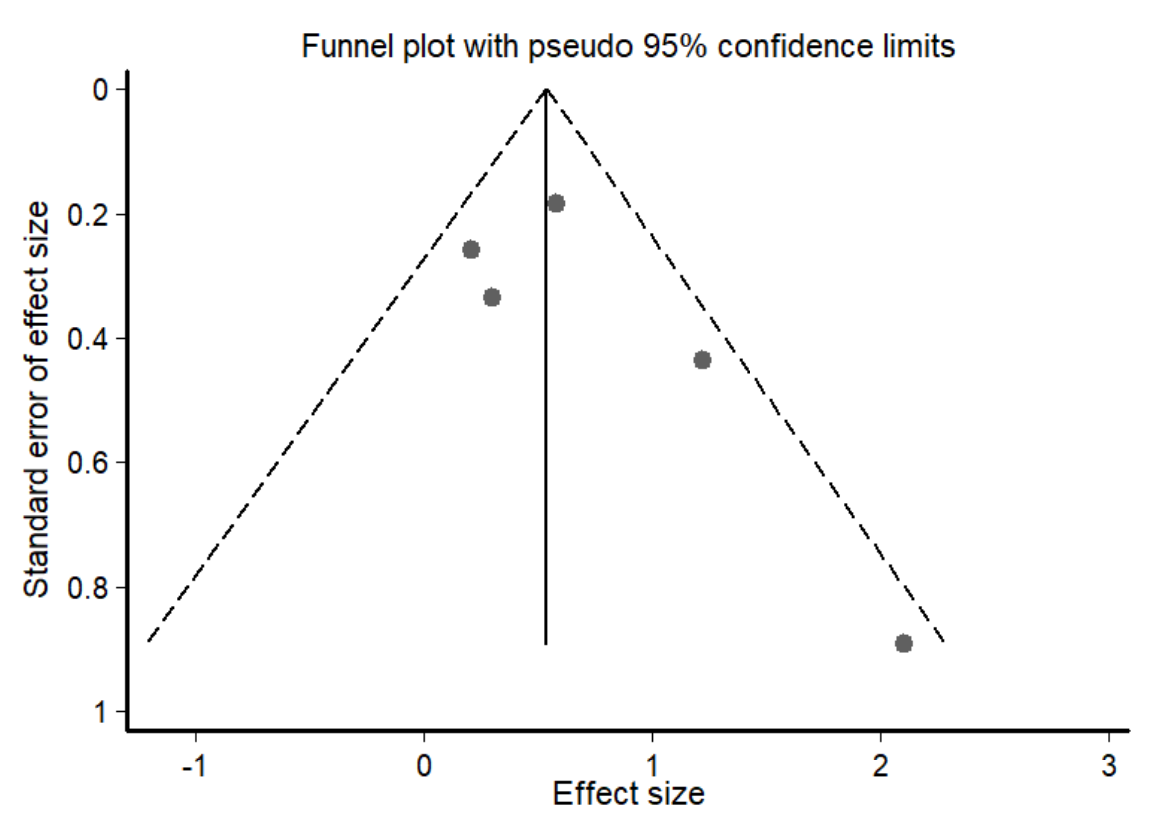 Funnel plot with pseudo 95% confidence limits
Standard error of effect size
0
0.2
0.4
0.6
0.8
1
-1 0 1 2 3
Effect size